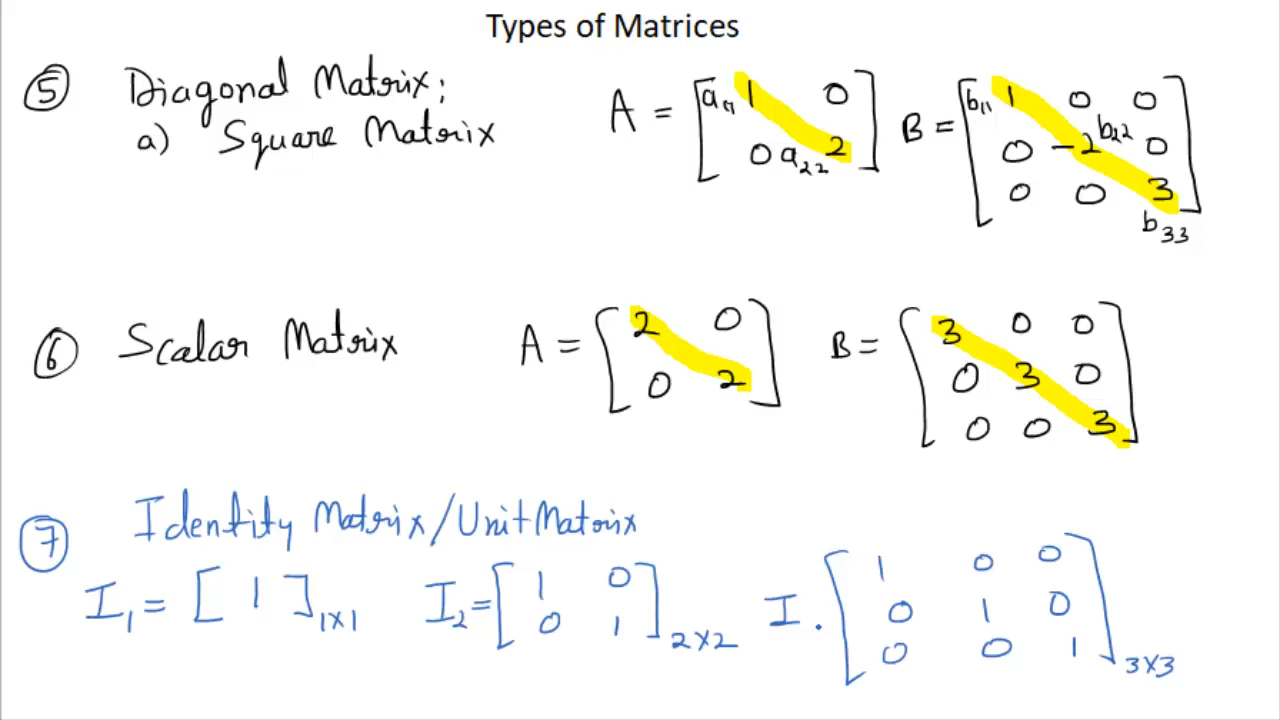 Types of Matrices
⑤ Diagonal Matrix:
a) Square Matrix
A = [a₁₁ 1 0
0 a₂₂ 2]
B = [b₁₁ 1 0 0
0 -2 b₂₂ 0
0 0 3
b₃₃]
⑥ Scalar Matrix
A = [2 0
0 2]
B = [3 0 0
0 3 0
0 0 3]
⑦ Identity Matrix/Unit Matrix
I₁ = [1]₁ₓ₁
I₂ = [1 0
0 1]₂ₓ₂
I . [1 0 0
0 1 0
0 0 1]₃ₓ₃